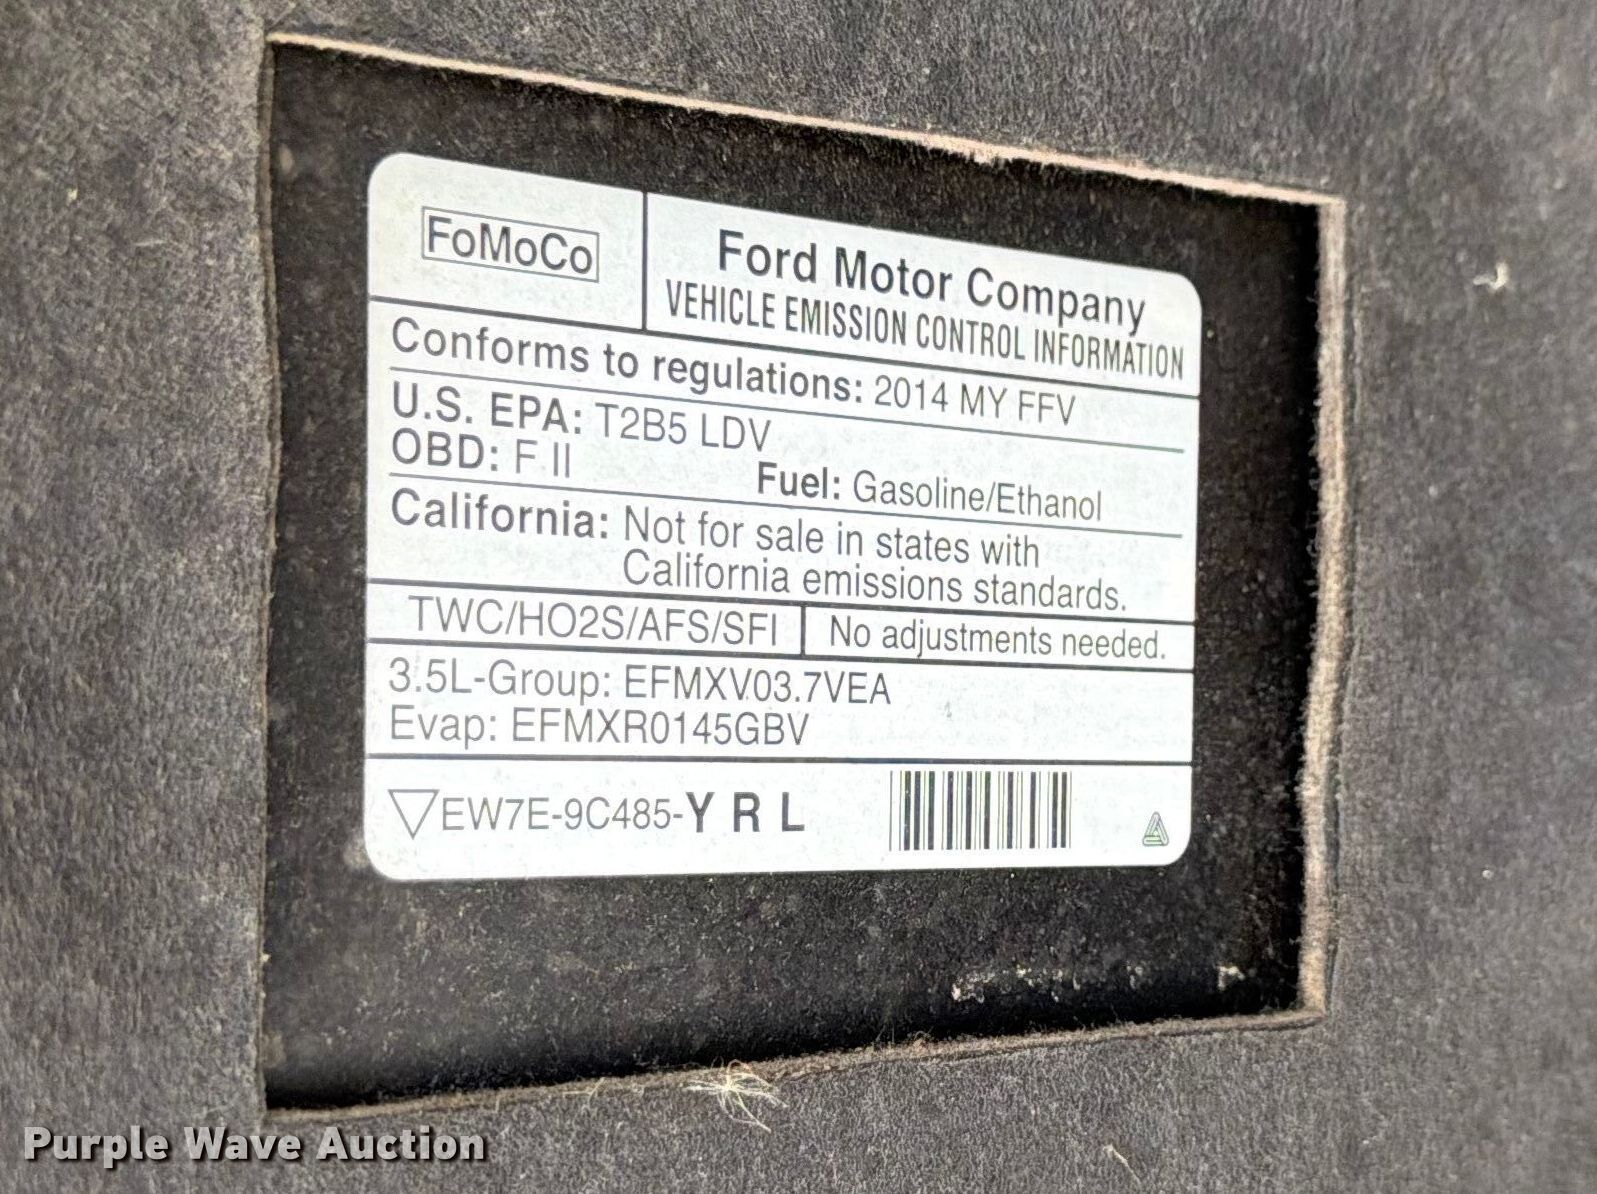 FoMoCo
Ford Motor Company
VEHICLE EMISSION CONTROL INFORMATION
Conforms to regulations: 2014 MY FFV
U.S. EPA: T2B5 LDV
OBD: F II
Fuel: Gasoline/Ethanol
California: Not for sale in states with
California emissions standards.
TWC/HO2S/AFS/SFI
No adjustments needed.
3.5L-Group: EFMXV03.7VEA
Evap: EFMXR0145GBV
EW7E-9C485-Y R L
Purple Wave Auction